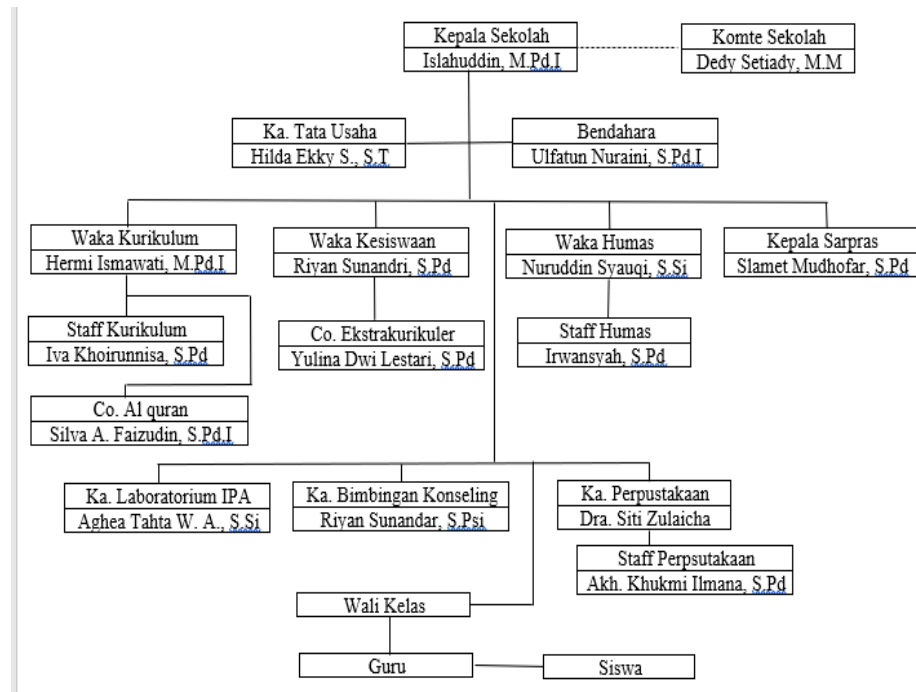 Kepala Sekolah
Islahuddin, M.Pd.I
Komte Sekolah
Dedy Setiady, M.M
Ka. Tata Usaha
Hilda Ekky S., S.T
Bendahara
Ulfatun Nuraini, S.Pd.I
Waka Kurikulum
Hermi Ismawati, M.Pd.I
Waka Kesiswaan
Riyan Sunandri, S.Pd
Waka Humas
Nuruddin Syauqi, S.Si
Kepala Sarpras
Slamet Mudhofar, S.Pd
Staff Kurikulum
Iva Khoirunnisa, S.Pd
Co. Ekstrakurikuler
Yulina Dwi Lestari, S.Pd
Staff Humas
Irwansyah, S.Pd
Co. Al quran
Silva A. Faizudin, S.Pd.I
Ka. Laboratorium IPA
Aghea Tahta W. A., S.Si
Ka. Bimbingan Konseling
Riyan Sunandar, S.Psi
Ka. Perpustakaan
Dra. Siti Zulaicha
Staff Perpsutakaan
Akh. Khukmi Ilmana, S.Pd
Wali Kelas
Guru
Siswa